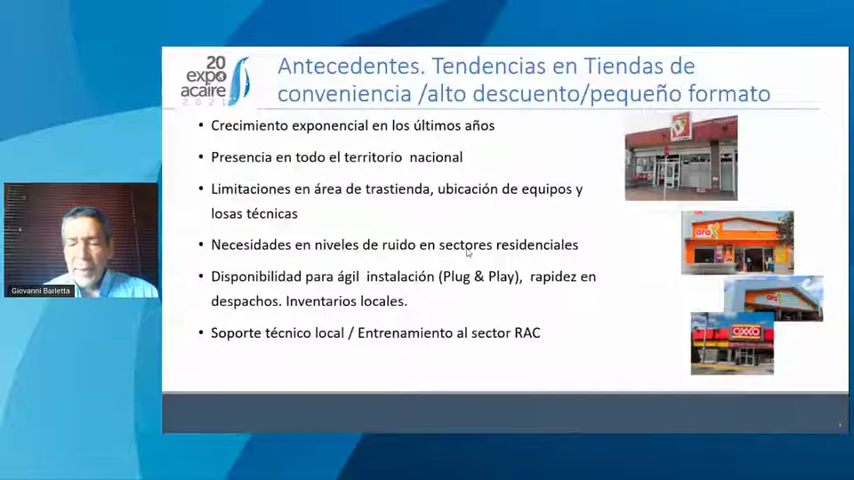 20
expo
acaire
2021
Antecedentes. Tendencias en Tiendas de
conveniencia /alto descuento/pequeño formato
• Crecimiento exponencial en los últimos años
• Presencia en todo el territorio nacional
• Limitaciones en área de trastienda, ubicación de equipos y
losas técnicas
• Necesidades en niveles de ruido en sectores residenciales
• Disponibilidad para ágil instalación (Plug & Play), rapidez en
despachos. Inventarios locales.
• Soporte técnico local / Entrenamiento al sector RAC
ara
ara
OXXO
Giovanni Barletta